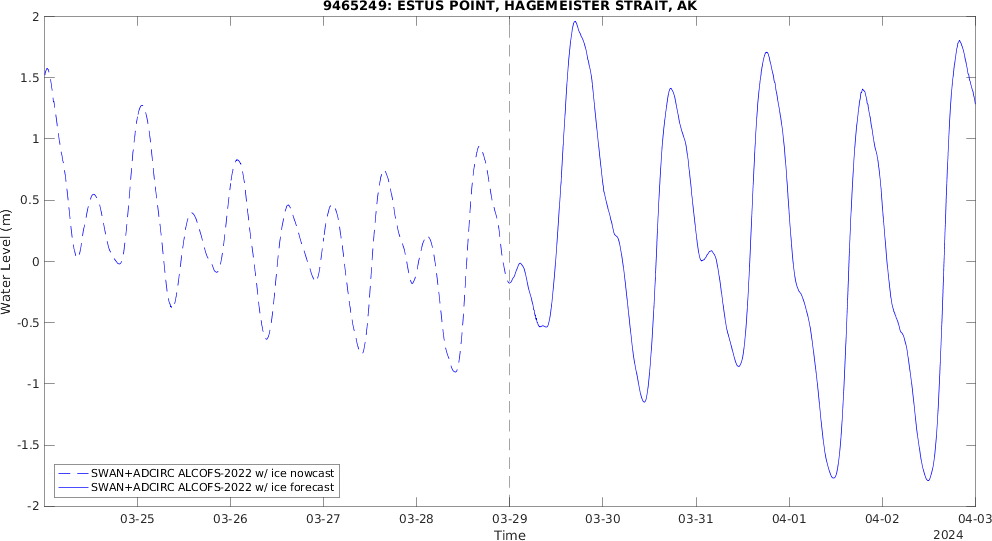 9465249: ESTUS POINT, HAGEMEISTER STRAIT, AK
2
1.5
1
0.5
0
-0.5
-1
-1.5
-2
Water Level (m)
SWAN+ADCIRC ALCOFS-2022 w/ ice nowcast
SWAN+ADCIRC ALCOFS-2022 w/ ice forecast
03-25 03-26 03-27 03-28 03-29 03-30 03-31 04-01 04-02 04-03
Time
2024